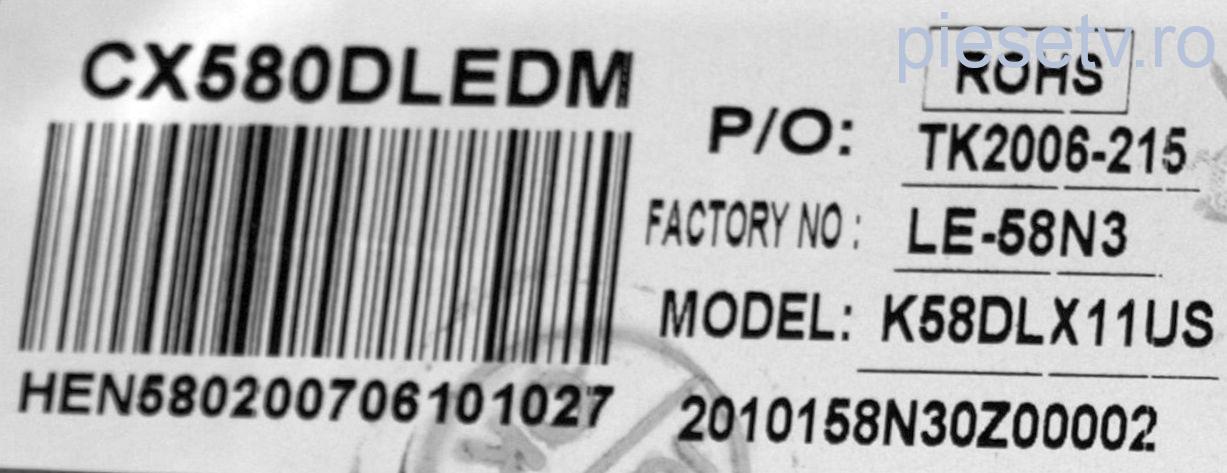 piesetv.ro
CX580DLEDM
ROHS
P/O: TK2006-215
FACTORY NO: LE-58N3
MODEL: K58DLX11US
HEN580200706101027
2010158N30Z00002